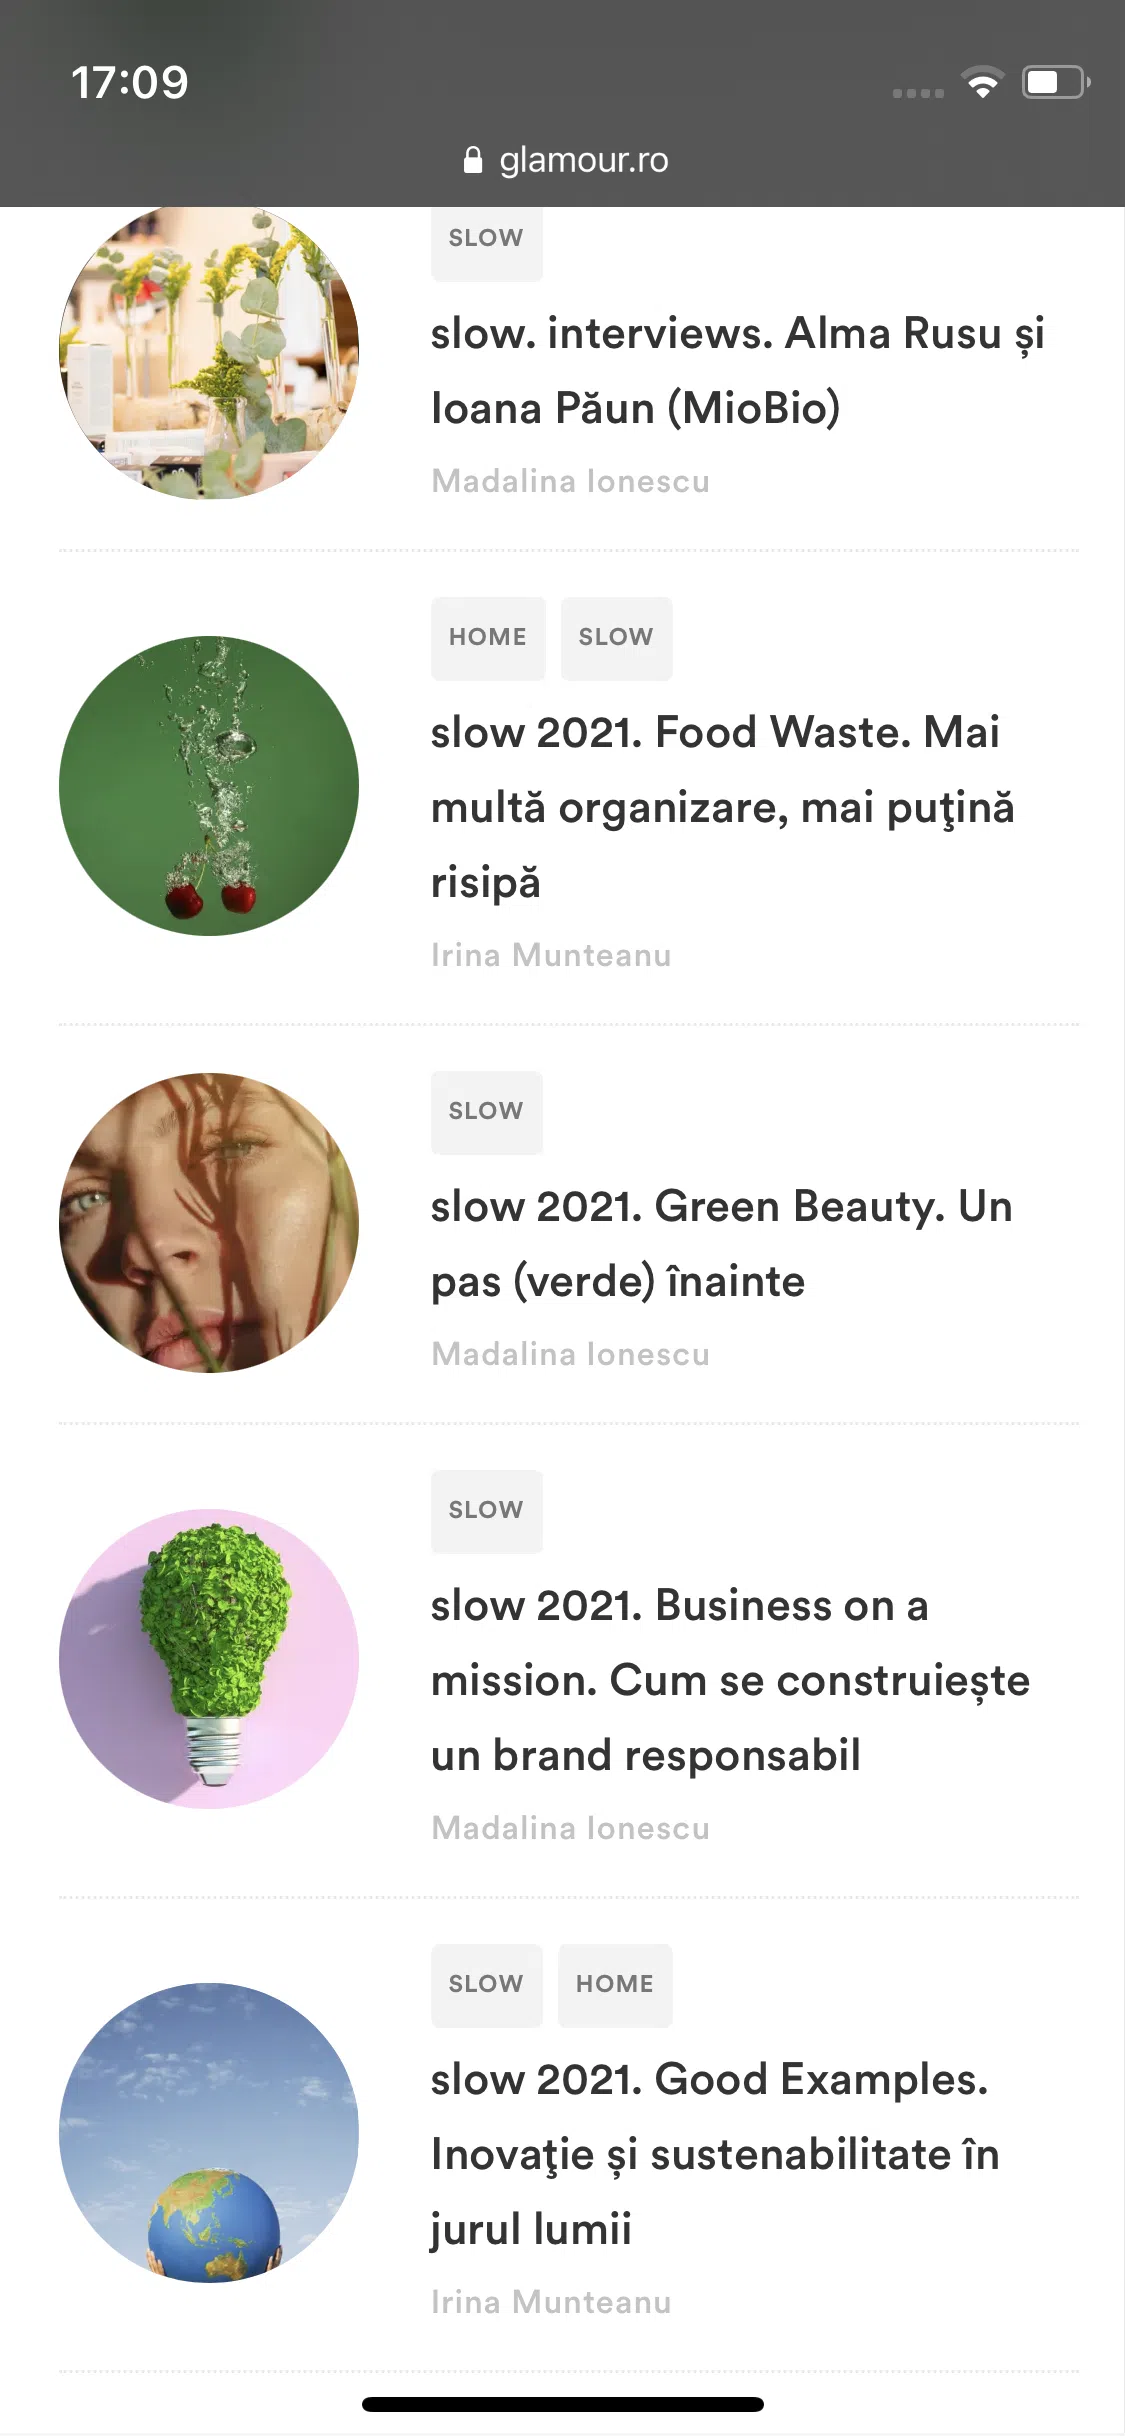 17:09
glamour.ro
SLOW
slow. interviews. Alma Rusu și
Ioana Păun (MioBio)
Madalina Ionescu
HOME SLOW
slow 2021. Food Waste. Mai
multă organizare, mai puţină
risipă
Irina Munteanu
SLOW
slow 2021. Green Beauty. Un
pas (verde) înainte
Madalina Ionescu
SLOW
slow 2021. Business on a
mission. Cum se construiește
un brand responsabil
Madalina Ionescu
SLOW HOME
slow 2021. Good Examples.
Inovaţie și sustenabilitate în
jurul lumii
Irina Munteanu